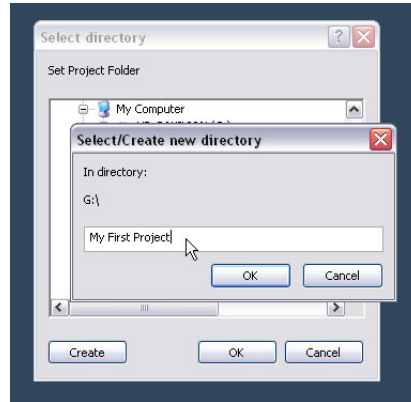 Select directory
Set Project Folder
My Computer
Select/Create new directory
In directory:
G:\
My First Project
OK
Cancel
Create
OK
Cancel